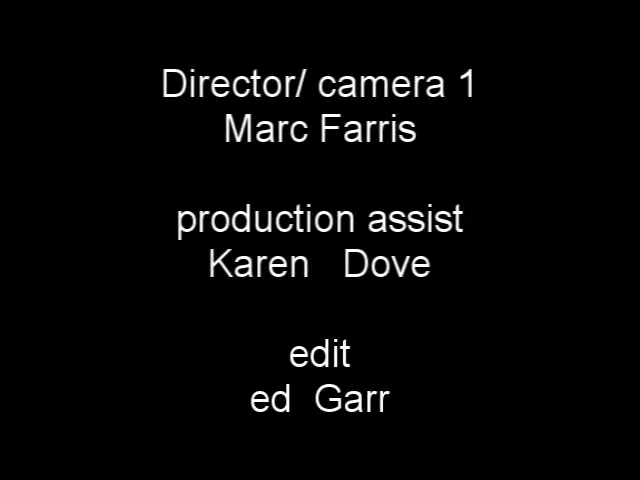 Director/ camera 1
Marc Farris
production assist
Karen   Dove
edit
ed  Garr